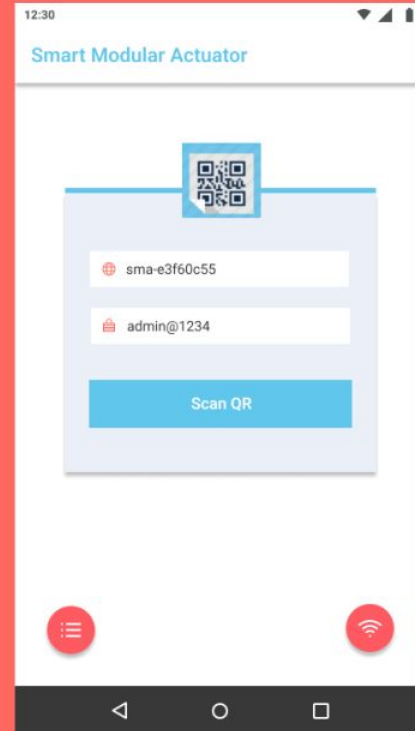 12:30
Smart Modular Actuator
sma-e3f60c55
admin@1234
Scan QR